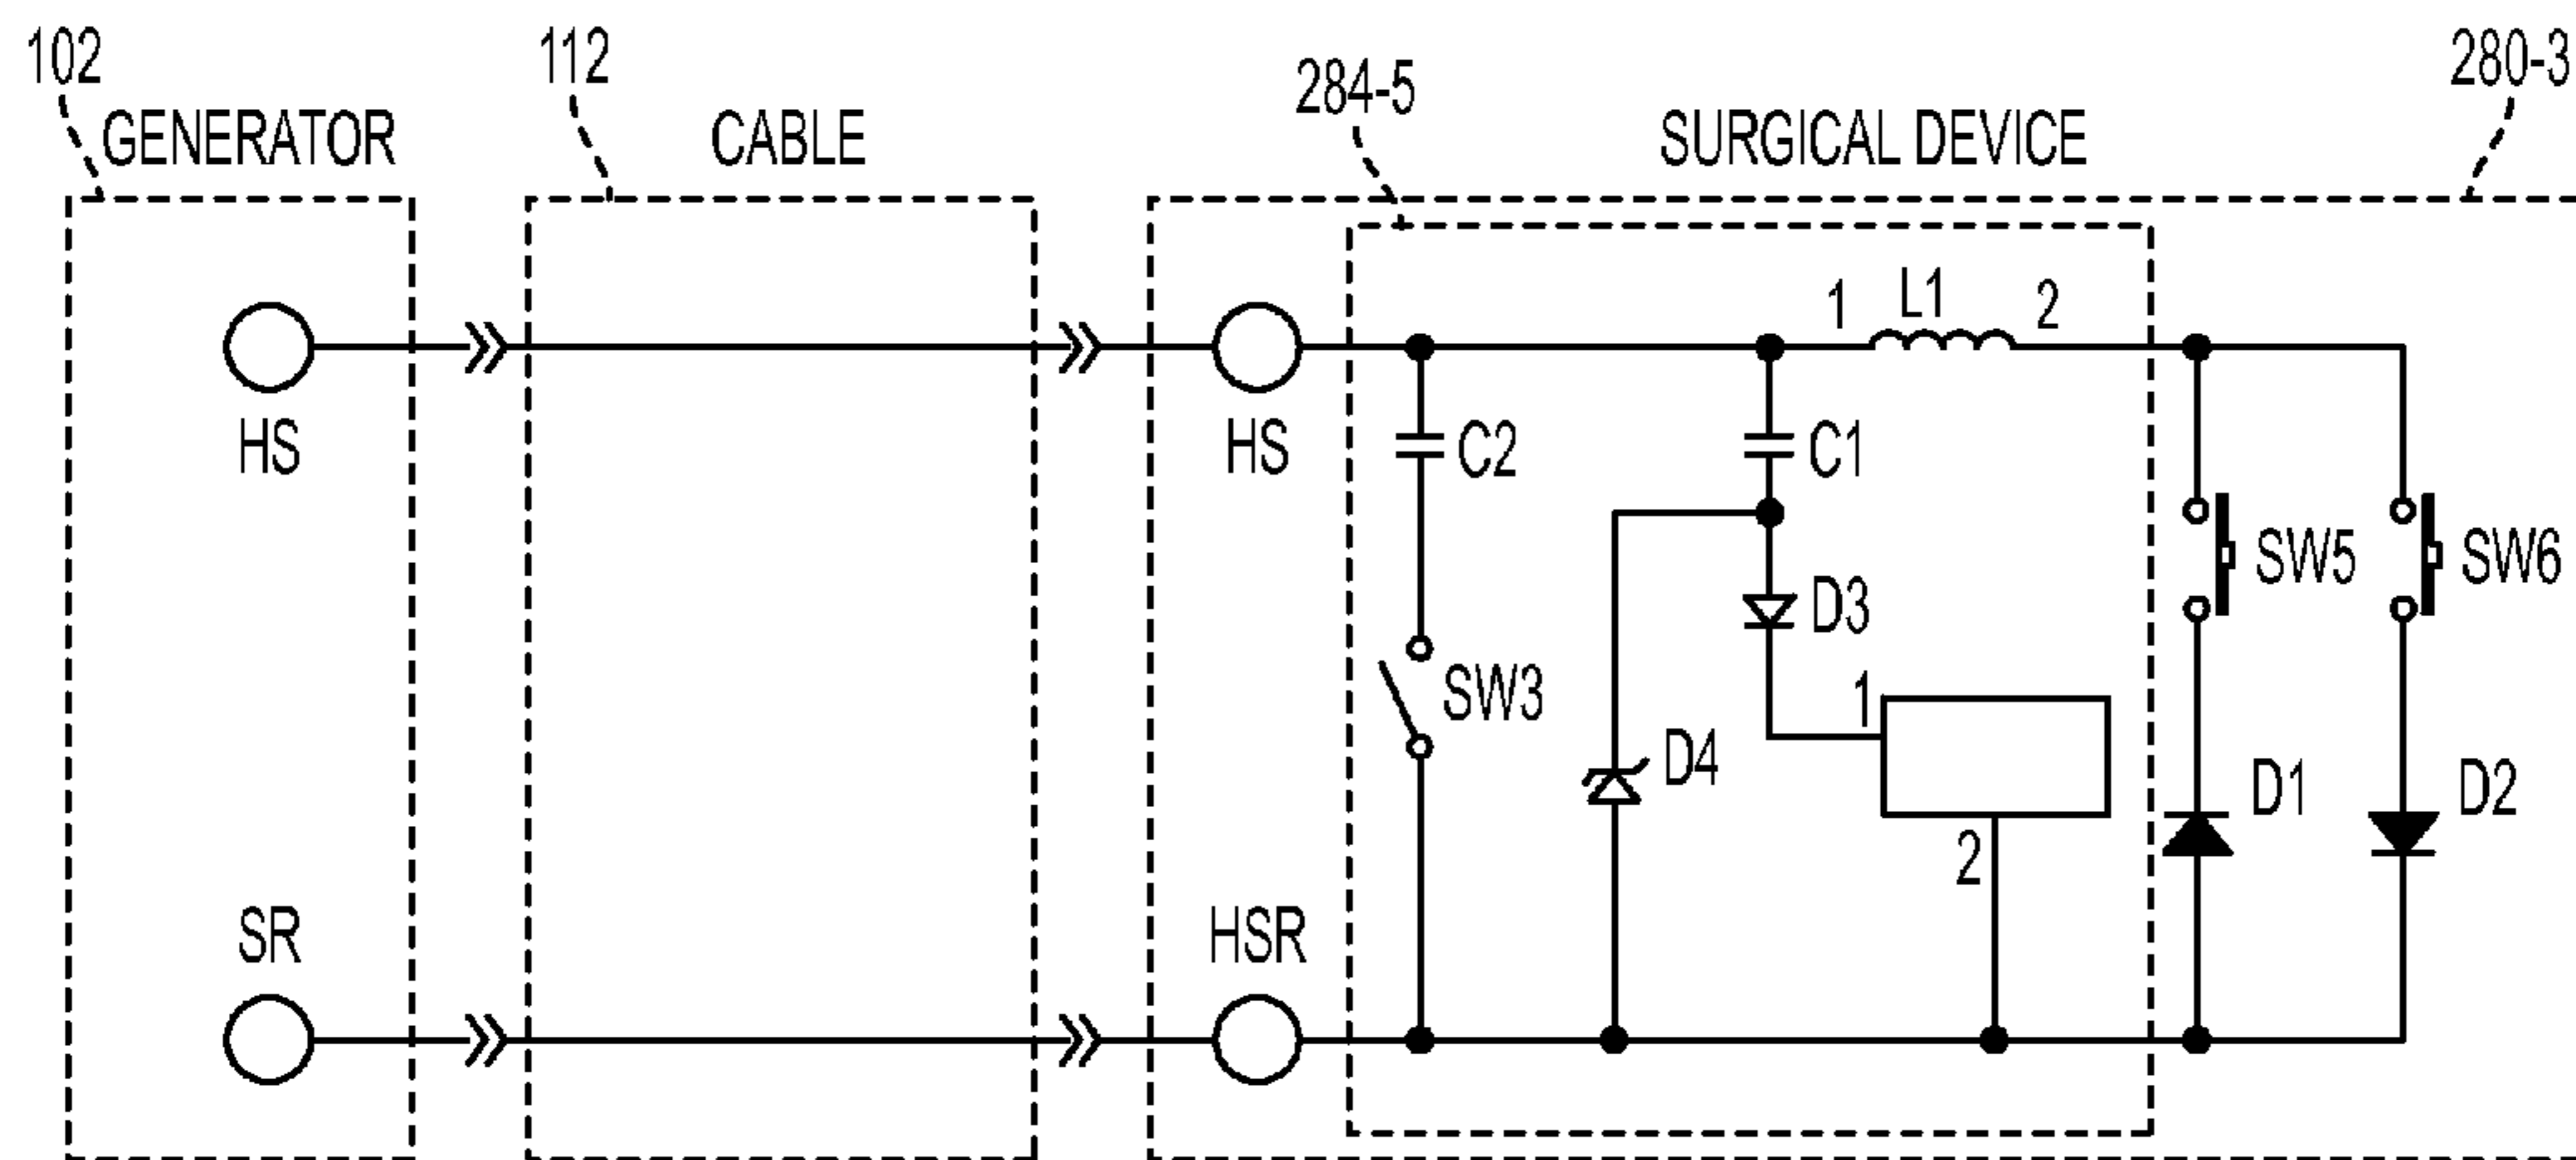 102
112
284-5
280-3
GENERATOR
CABLE
SURGICAL DEVICE
1
L1
2
HS
HS
C2
C1
SW5
SW6
D3
SW3
1
D4
D1
D2
2
SR
HSR